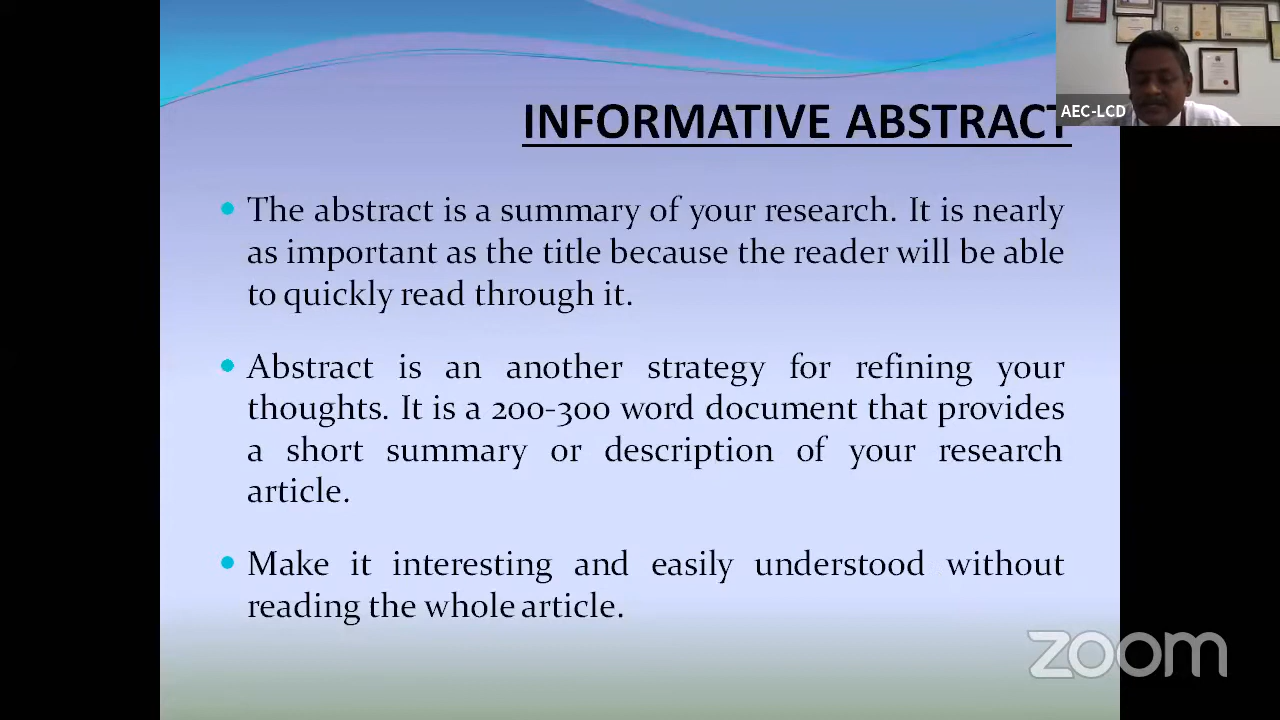 INFORMATIVE ABSTRACT
AEC-LCD
The abstract is a summary of your research. It is nearly
as important as the title because the reader will be able
to quickly read through it.
Abstract is an another strategy for refining your
thoughts. It is a 200-300 word document that provides
a short summary or description of your research
article.
Make it interesting and easily understood without
reading the whole article.
zoom